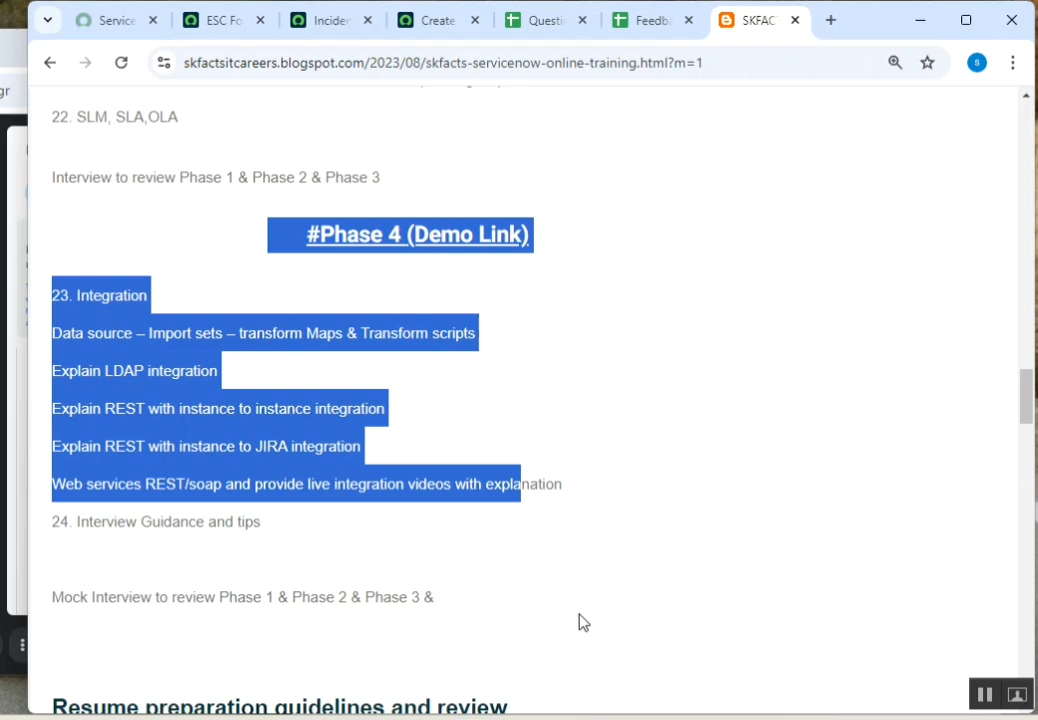 Service
ESC Fo
Inciden
Create
Questi
Feedb
SKFAC
skfactsitcareers.blogspot.com/2023/08/skfacts-servicenow-online-training.html?m=1
S
gr
22. SLM, SLA,OLA
Interview to review Phase 1 & Phase 2 & Phase 3
#Phase 4 (Demo Link)
23. Integration
Data source – Import sets – transform Maps & Transform scripts
Explain LDAP integration
Explain REST with instance to instance integration
Explain REST with instance to JIRA integration
Web services REST/soap and provide live integration videos with explanation
24. Interview Guidance and tips
Mock Interview to review Phase 1 & Phase 2 & Phase 3 &
Resume preparation guidelines and review